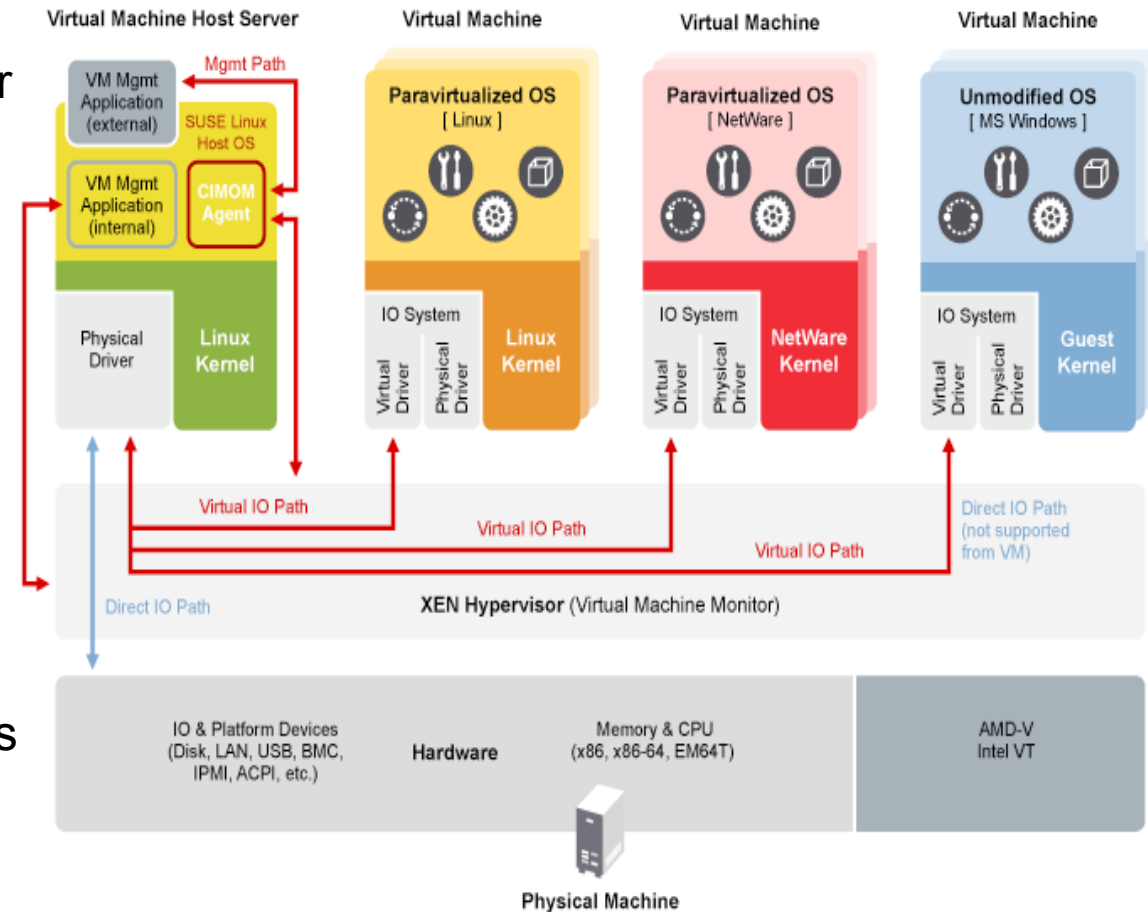 Virtual Machine Host Server
Virtual Machine
Virtual Machine
Virtual Machine
r
s
VM Mgmt
Application
(external)
Mgmt Path
SUSE Linux
Host OS
VM Mgmt
Application
(internal)
CIMOM
Agent
Physical
Driver
Linux
Kernel
Paravirtualized OS
[ Linux ]
IO System
Virtual
Driver
Physical
Driver
Linux
Kernel
Paravirtualized OS
[ NetWare ]
IO System
Virtual
Driver
Physical
Driver
NetWare
Kernel
Unmodified OS
[ MS Windows ]
IO System
Virtual
Driver
Physical
Driver
Guest
Kernel
Virtual IO Path
Virtual IO Path
Virtual IO Path
Direct IO Path
(not supported
from VM)
Direct IO Path
XEN Hypervisor (Virtual Machine Monitor)
IO & Platform Devices
(Disk, LAN, USB, BMC,
IPMI, ACPI, etc.)
Hardware
Memory & CPU
(x86, x86-64, EM64T)
AMD-V
Intel VT
Physical Machine